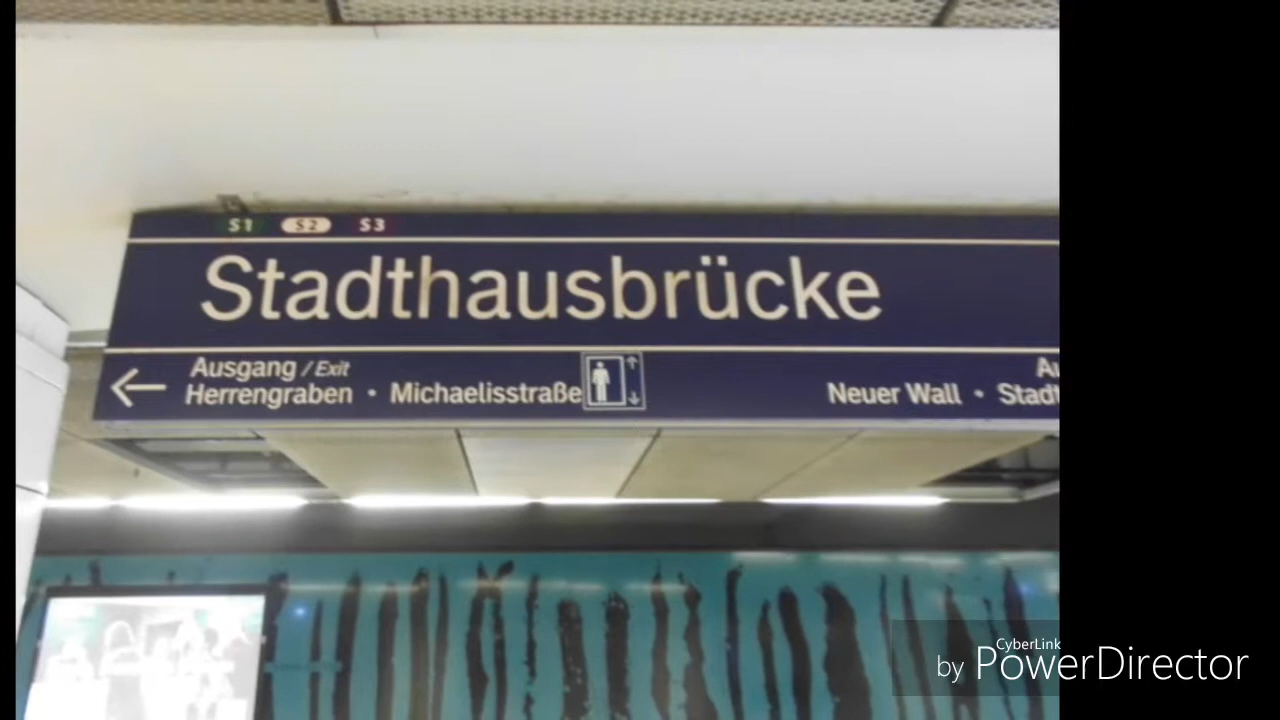 S1 S2 S3
Stadthausbrücke
Ausgang / Exit
Herrengraben • Michaelisstraße
Neuer Wall •
CyberLink
by PowerDirector